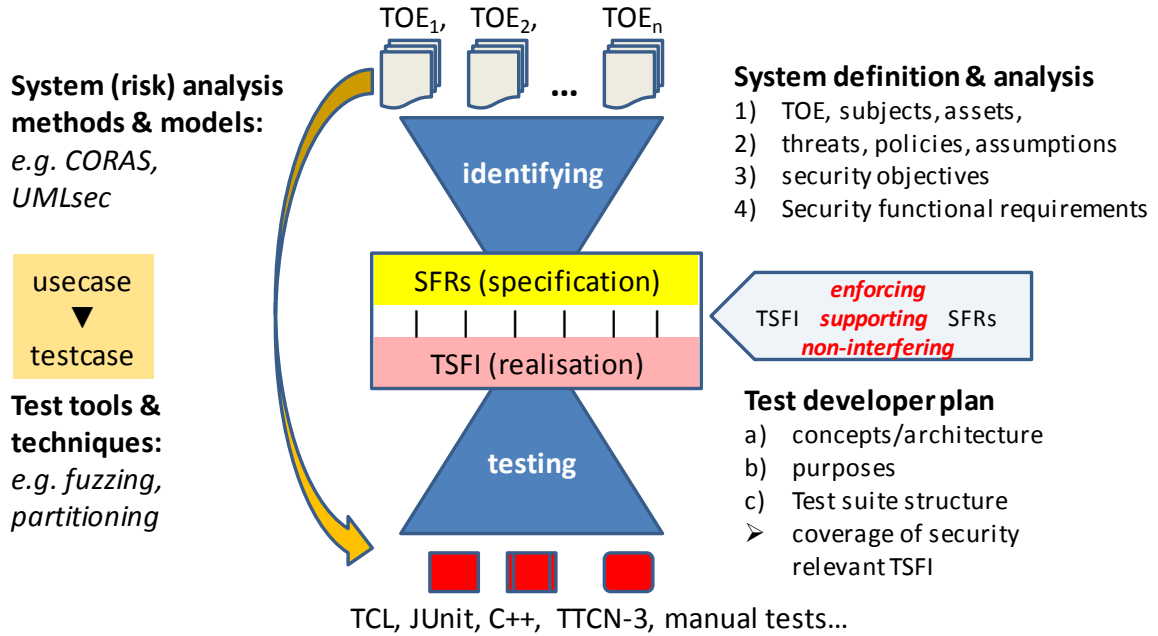 TOE1, TOE2, TOEn
...
System (risk) analysis
methods & models:
e.g. CORAS,
UMLsec
identifying
System definition & analysis
1) TOE, subjects, assets,
2) threats, policies, assumptions
3) security objectives
4) Security functional requirements
usecase
▼
testcase
SFRs (specification)
TSFI (realisation)
enforcing
TSFI supporting SFRs
non-interfering
Test tools &
techniques:
e.g. fuzzing,
partitioning
testing
Test developer plan
a) concepts/architecture
b) purposes
c) Test suite structure
➢ coverage of security
relevant TSFI
TCL, JUnit, C++, TTCN-3, manual tests...